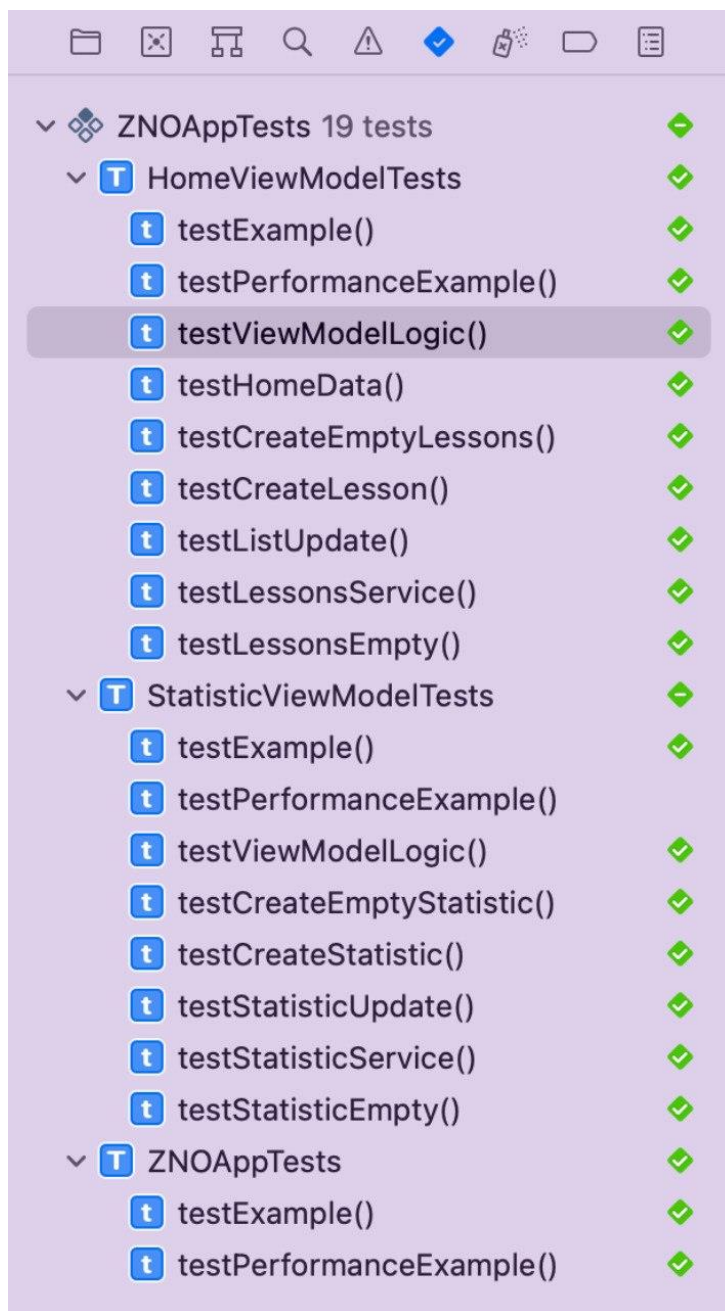 ZNOAppTests 19 tests
T HomeViewModelTests
t testExample()
t testPerformanceExample()
t testViewModelLogic()
t testHomeData()
t testCreateEmptyLessons()
t testCreateLesson()
t testListUpdate()
t testLessonsService()
t testLessonsEmpty()
T StatisticViewModelTests
t testExample()
t testPerformanceExample()
t testViewModelLogic()
t testCreateEmptyStatistic()
t testCreateStatistic()
t testStatisticUpdate()
t testStatisticService()
t testStatisticEmpty()
T ZNOAppTests
t testExample()
t testPerformanceExample()